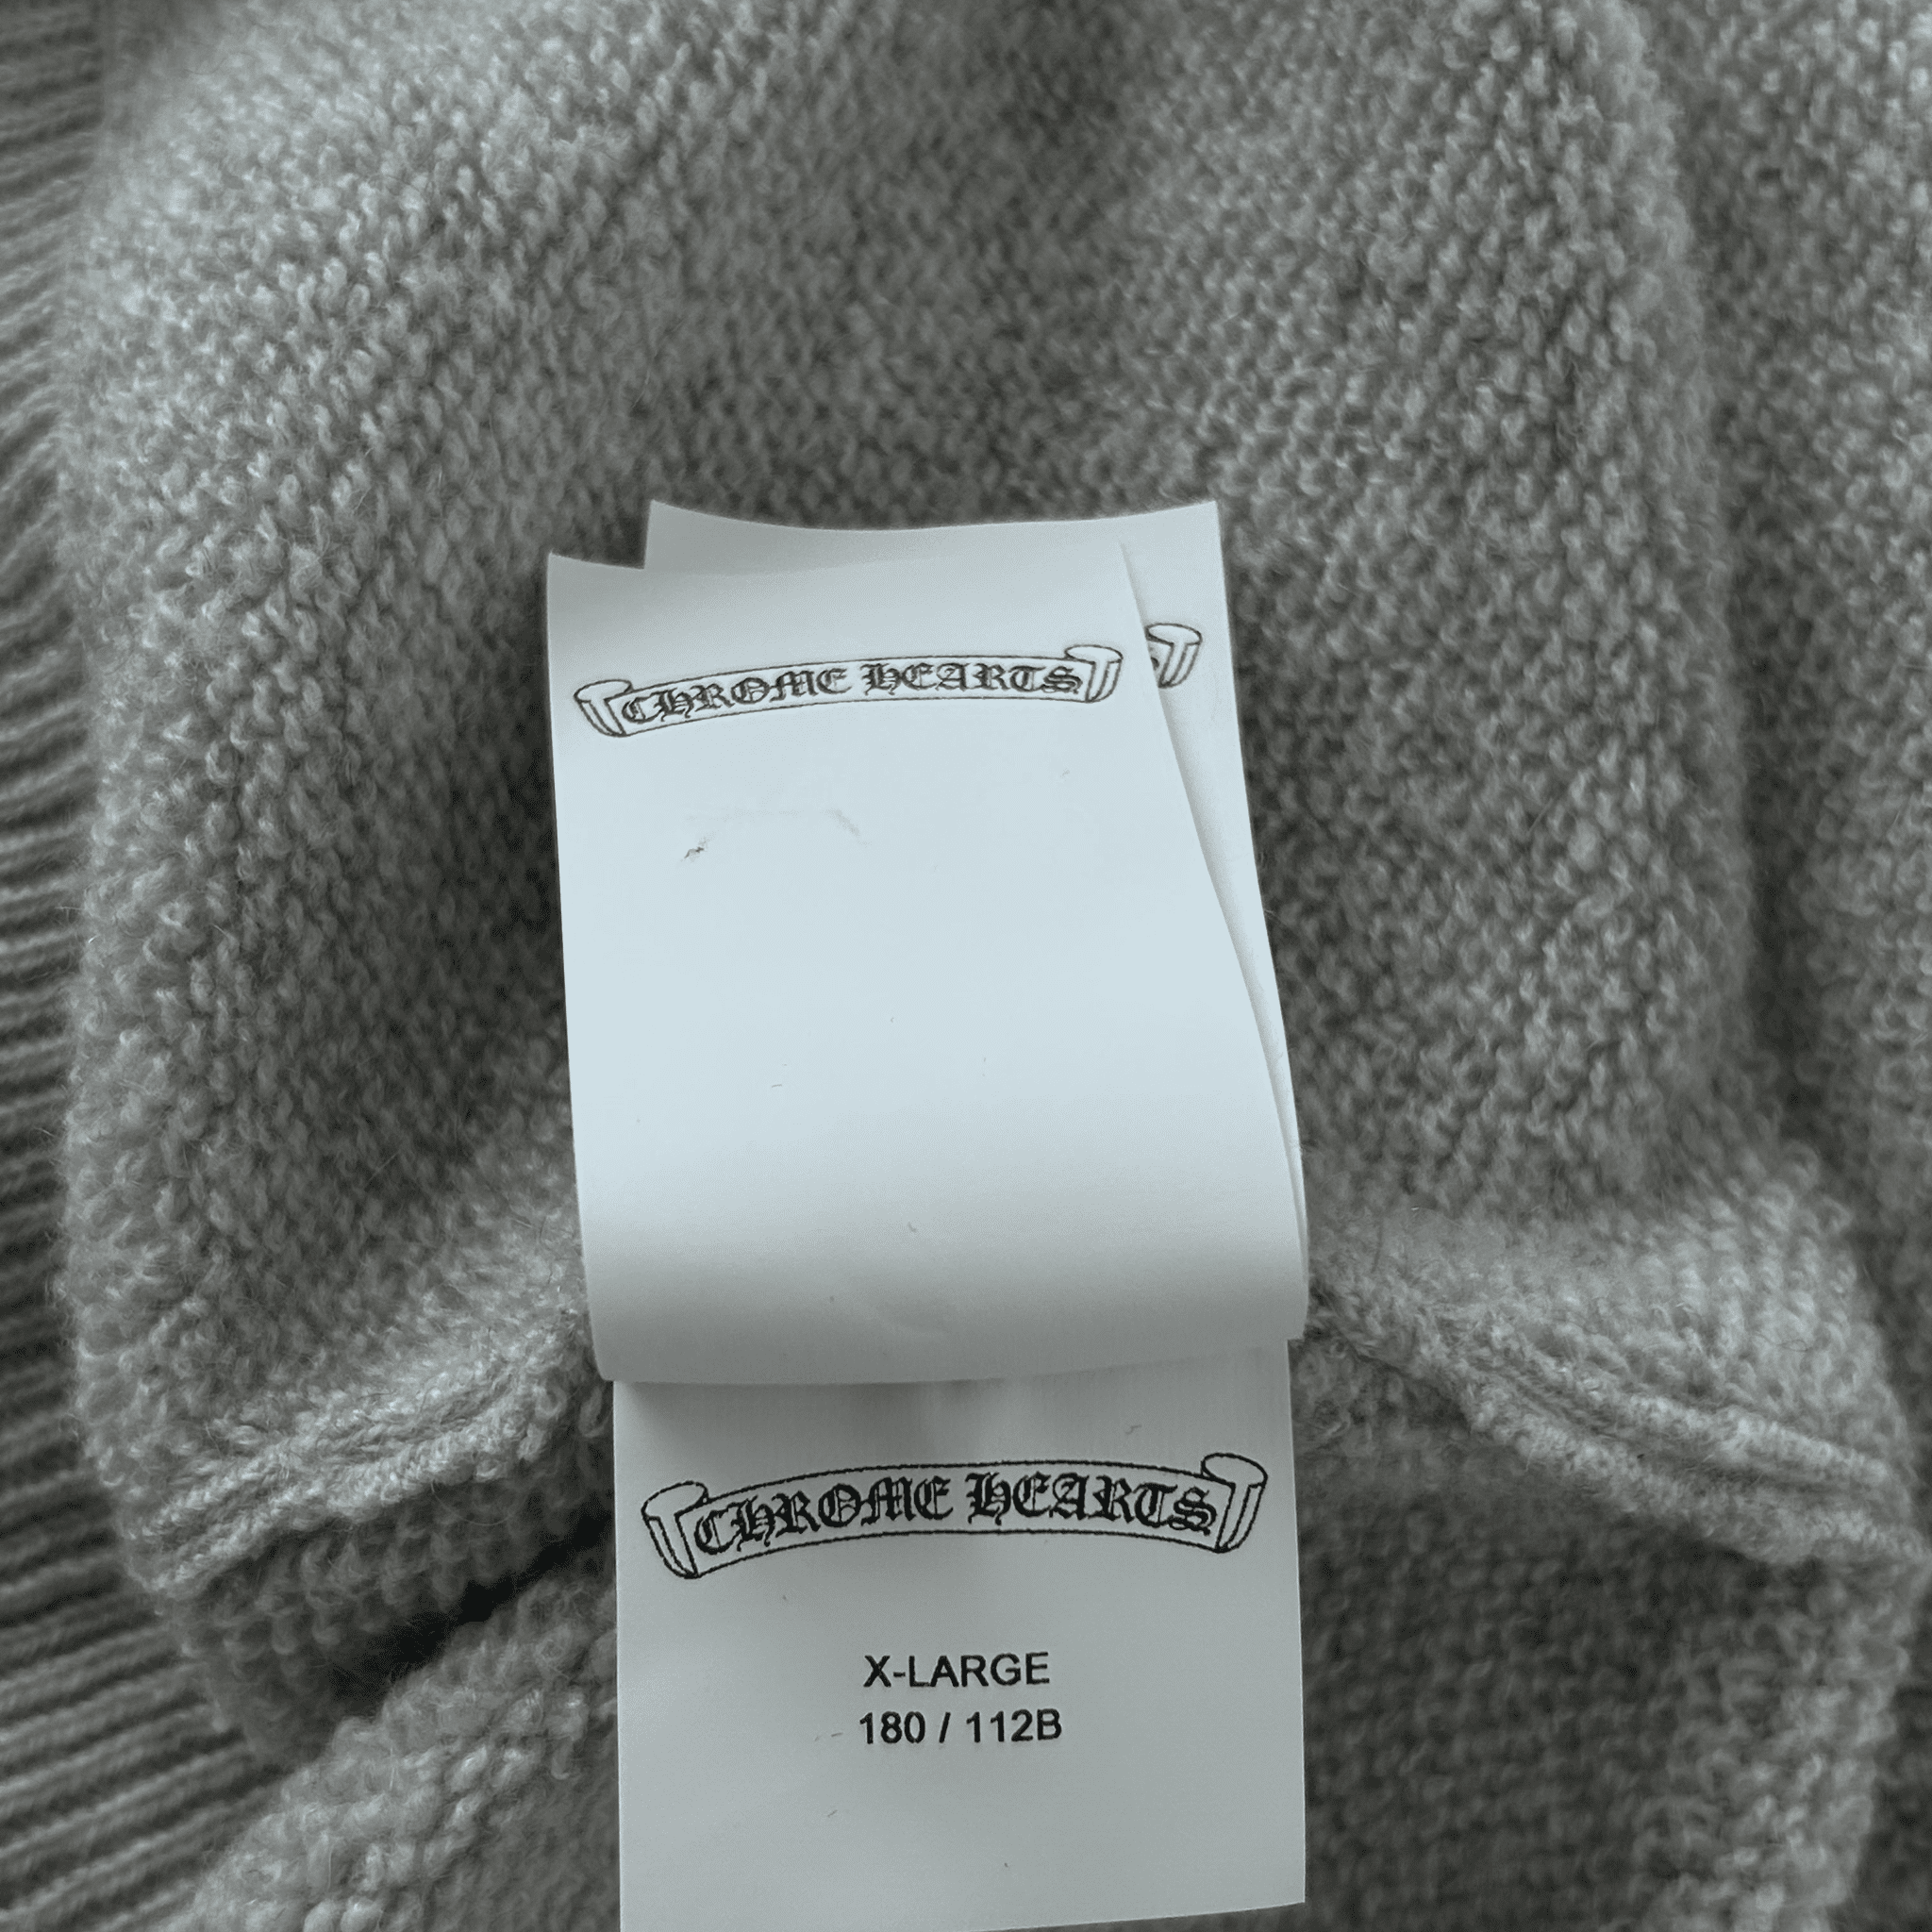 CHROME HEARTS
S
CHROME HEARTS
X-LARGE
180 / 112B